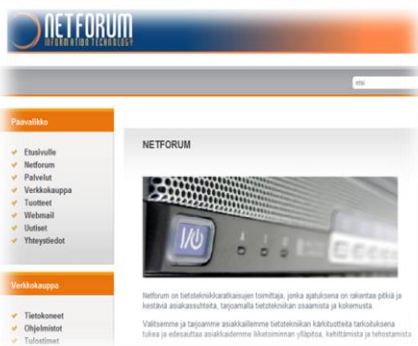 NETFORUM
INFORMATION TECHNOLOGY
etsi
Päävalikko
Etusivulle
Netforum
Palvelut
Verkkokauppa
Tuotteet
Webmail
Uutiset
Yhteystiedot
Verkkokauppa
Tietokoneet
Ohjelmistot
Tulostimet
NETFORUM
I/O
Netforum on tietotekniikkaratkaisujen toimittaja, jonka ajatuksena on rakentaa pitkiä ja
kestäviä asiakassuhteita, tarjoamalla tietotekniikan osaamista ja kokemusta.
Valitsemme ja tarjoamme asiakkaillemme tietotekniikan kärkituotteita tarkoituksena
tukea ja edesauttaa asiakkaidemme liiketoiminnan ylläpitoa, kehittämistä ja tehostamista